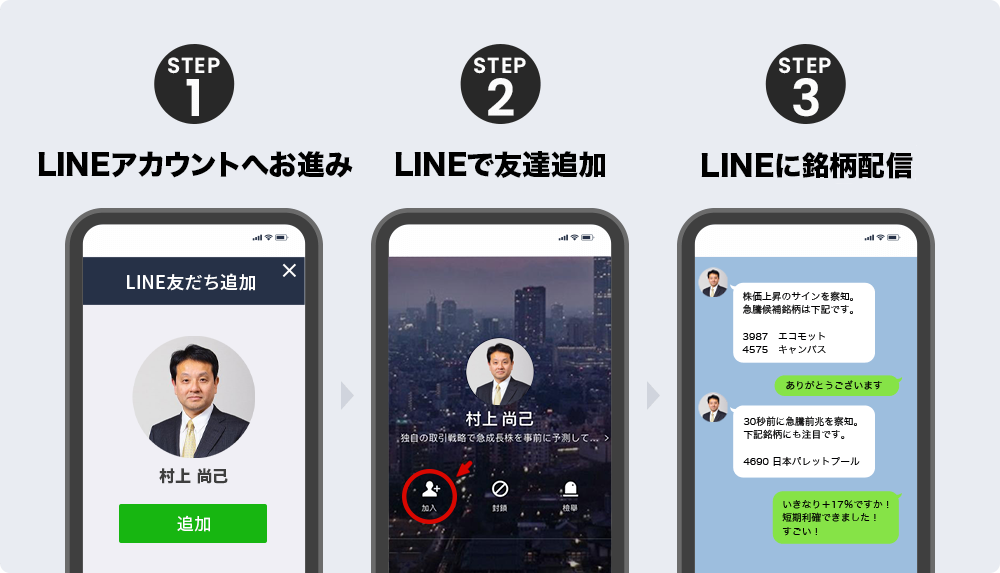 STEP
1
LINEアカウントへお進み
LINE友だち追加
村上 尚己
追加
STEP
2
LINEで友達追加
村上 尚己
独自の取引戦略で急成長株を事前に予測して...
加入
封鎖
檢舉
STEP
3
LINEに銘柄配信
株価上昇のサインを察知。
急騰候補銘柄は下記です。
3987 エコモット
4575 キャンバス
ありがとうございます
30秒前に急騰前兆を察知。
下記銘柄にも注目です。
4690 日本パレットプール
いきなり+17%ですか！
短期利確できました！
すごい！